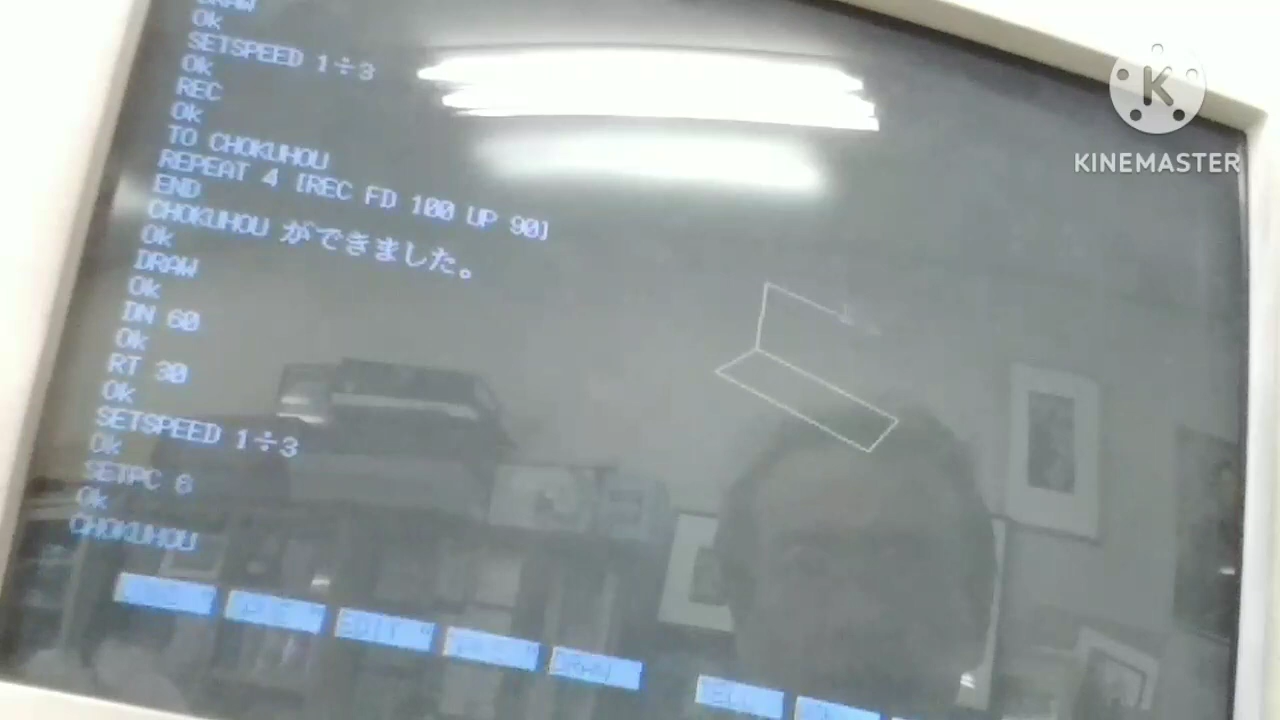 DRAW
Ok
SETSPEED 1÷3
Ok
REC
Ok
TO CHOKUHOU
REPEAT 4 [REC FD 100 UP 90]
END
CHOKUHOU ができました。
Ok
DRAW
Ok
DN 60
Ok
RT 30
Ok
SETSPEED 1÷3
Ok
SETPC 6
Ok
CHOKUHOU
EDIT "
K
KINEMASTER